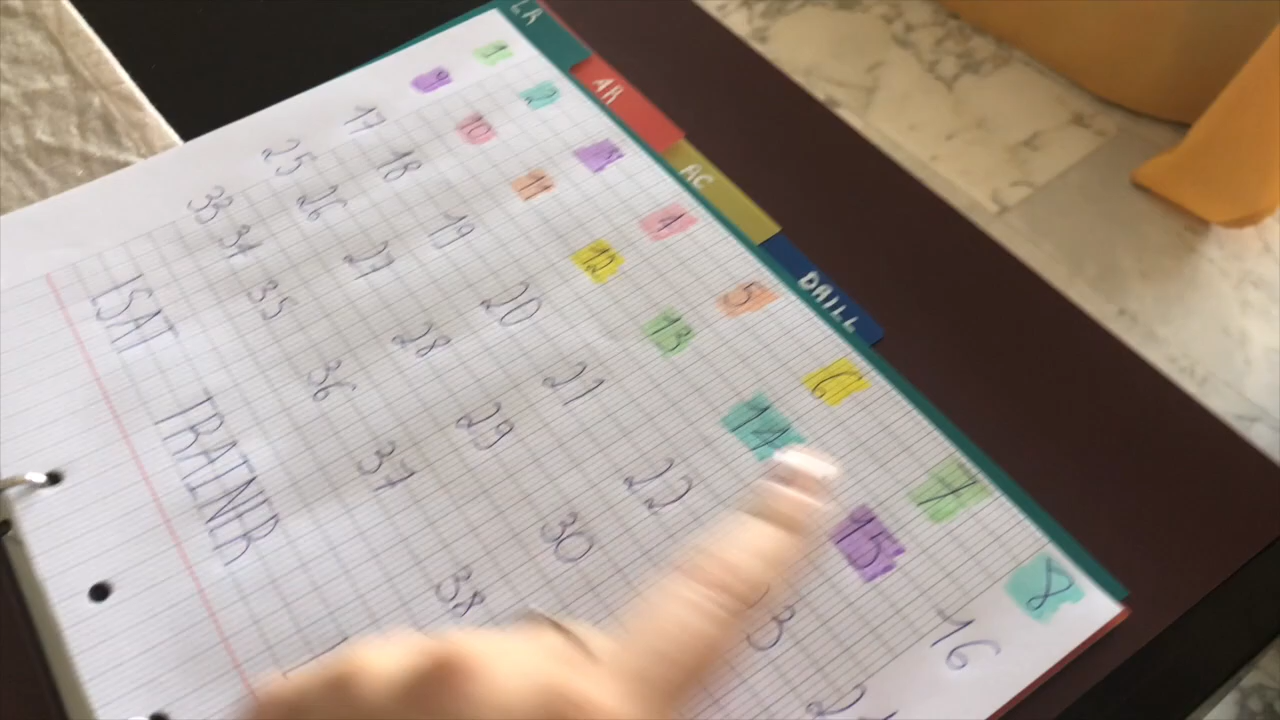 LR
AR
AC
DRILL
1 2 3 4 5 6 7 8
9 10 11 12 13 14 15 16
17 18 19 20 21 22
25 26 27 28 29 30
33 34 35 36 37 38
ISAT TRAINER